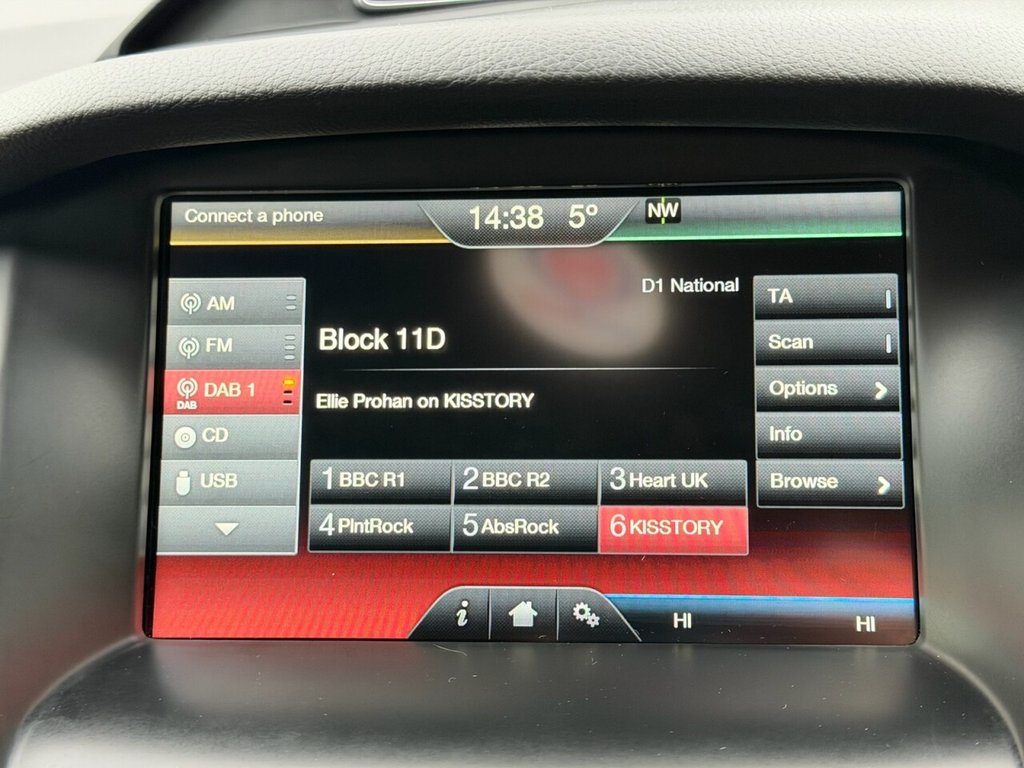 Connect a phone
14:38 5°
NW
AM
FM
DAB
DAB 1
CD
USB
D1 National
Block 11D
Ellie Prohan on KISSTORY
1 BBC R1
2 BBC R2
3 Heart UK
4 PlntRock
5 AbsRock
6 KISSTORY
TA
Scan
Options
Info
Browse
i
HI
HI